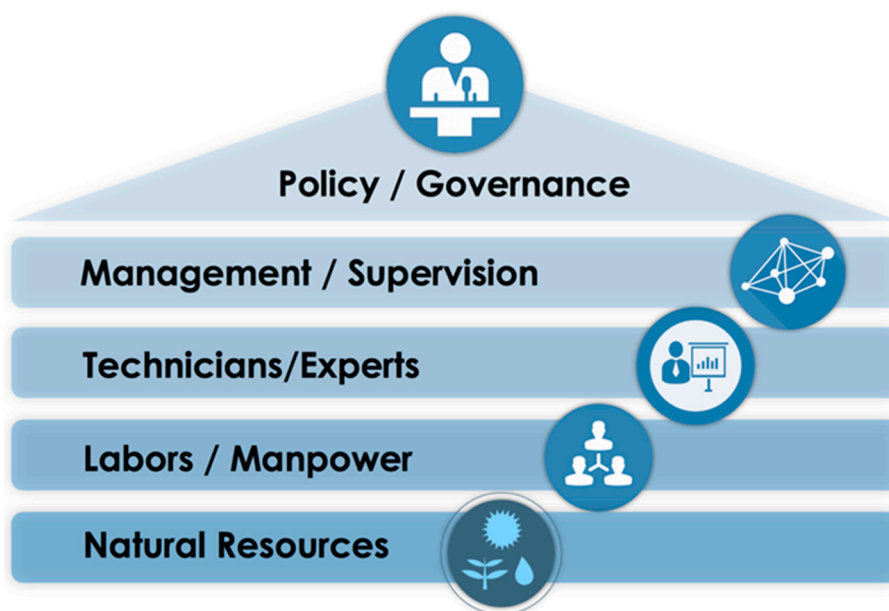 Policy / Governance
Management / Supervision
Technicians/Experts
Labors / Manpower
Natural Resources